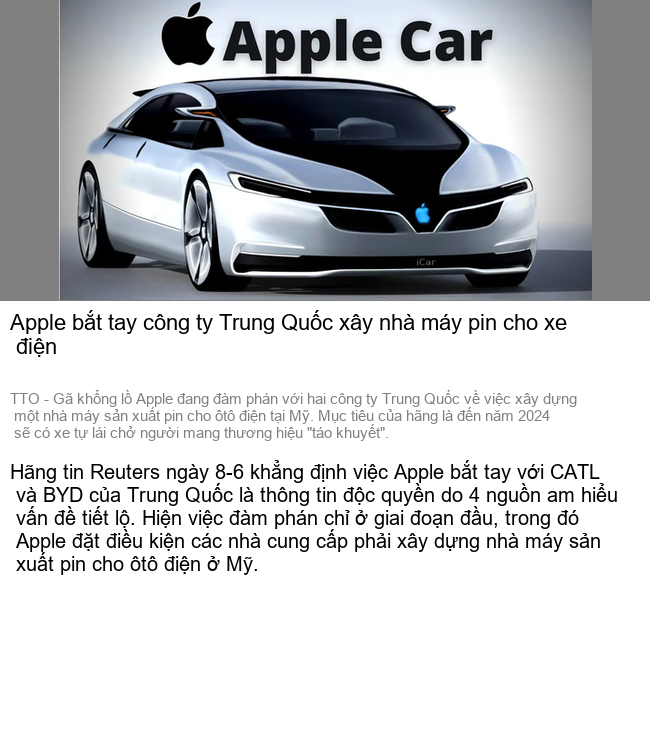 Apple Car
iCar
Apple bắt tay công ty Trung Quốc xây nhà máy pin cho xe
điện
TTO - Gã khổng lồ Apple đang đàm phán với hai công ty Trung Quốc về việc xây dựng
một nhà máy sản xuất pin cho ôtô điện tại Mỹ. Mục tiêu của hãng là đến năm 2024
sẽ có xe tự lái chở người mang thương hiệu "táo khuyết".
Hãng tin Reuters ngày 8-6 khẳng định việc Apple bắt tay với CATL
và BYD của Trung Quốc là thông tin độc quyền do 4 nguồn am hiểu
vấn đề tiết lộ. Hiện việc đàm phán chỉ ở giai đoạn đầu, trong đó
Apple đặt điều kiện các nhà cung cấp phải xây dựng nhà máy sản
xuất pin cho ôtô điện ở Mỹ.